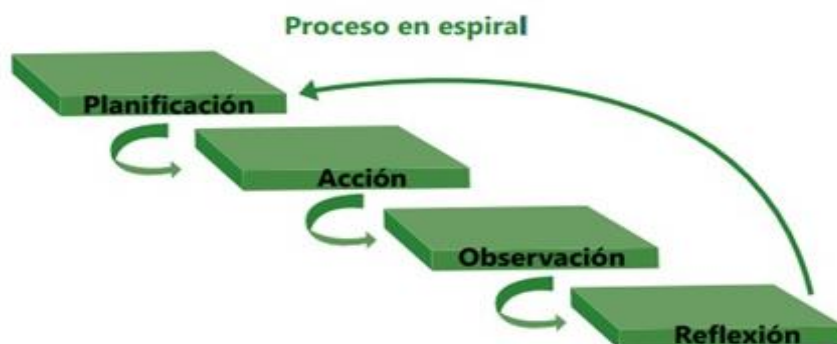 Proceso en espiral
Planificación
Acción
Observación
Reflexión